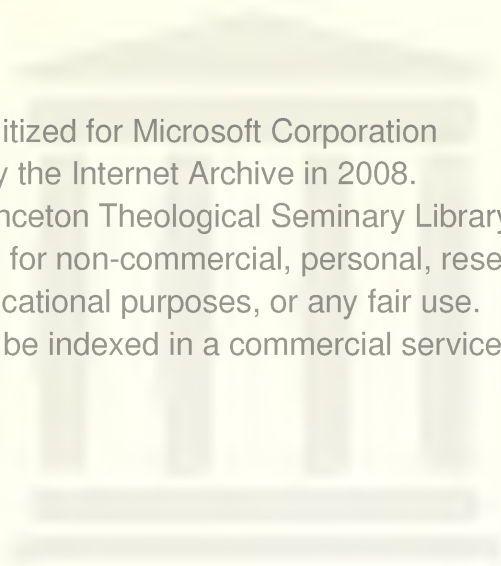 itized for Microsoft Corporation
y the Internet Archive in 2008.
nceton Theological Seminary Library
for non-commercial, personal, rese
cational purposes, or any fair use.
be indexed in a commercial service